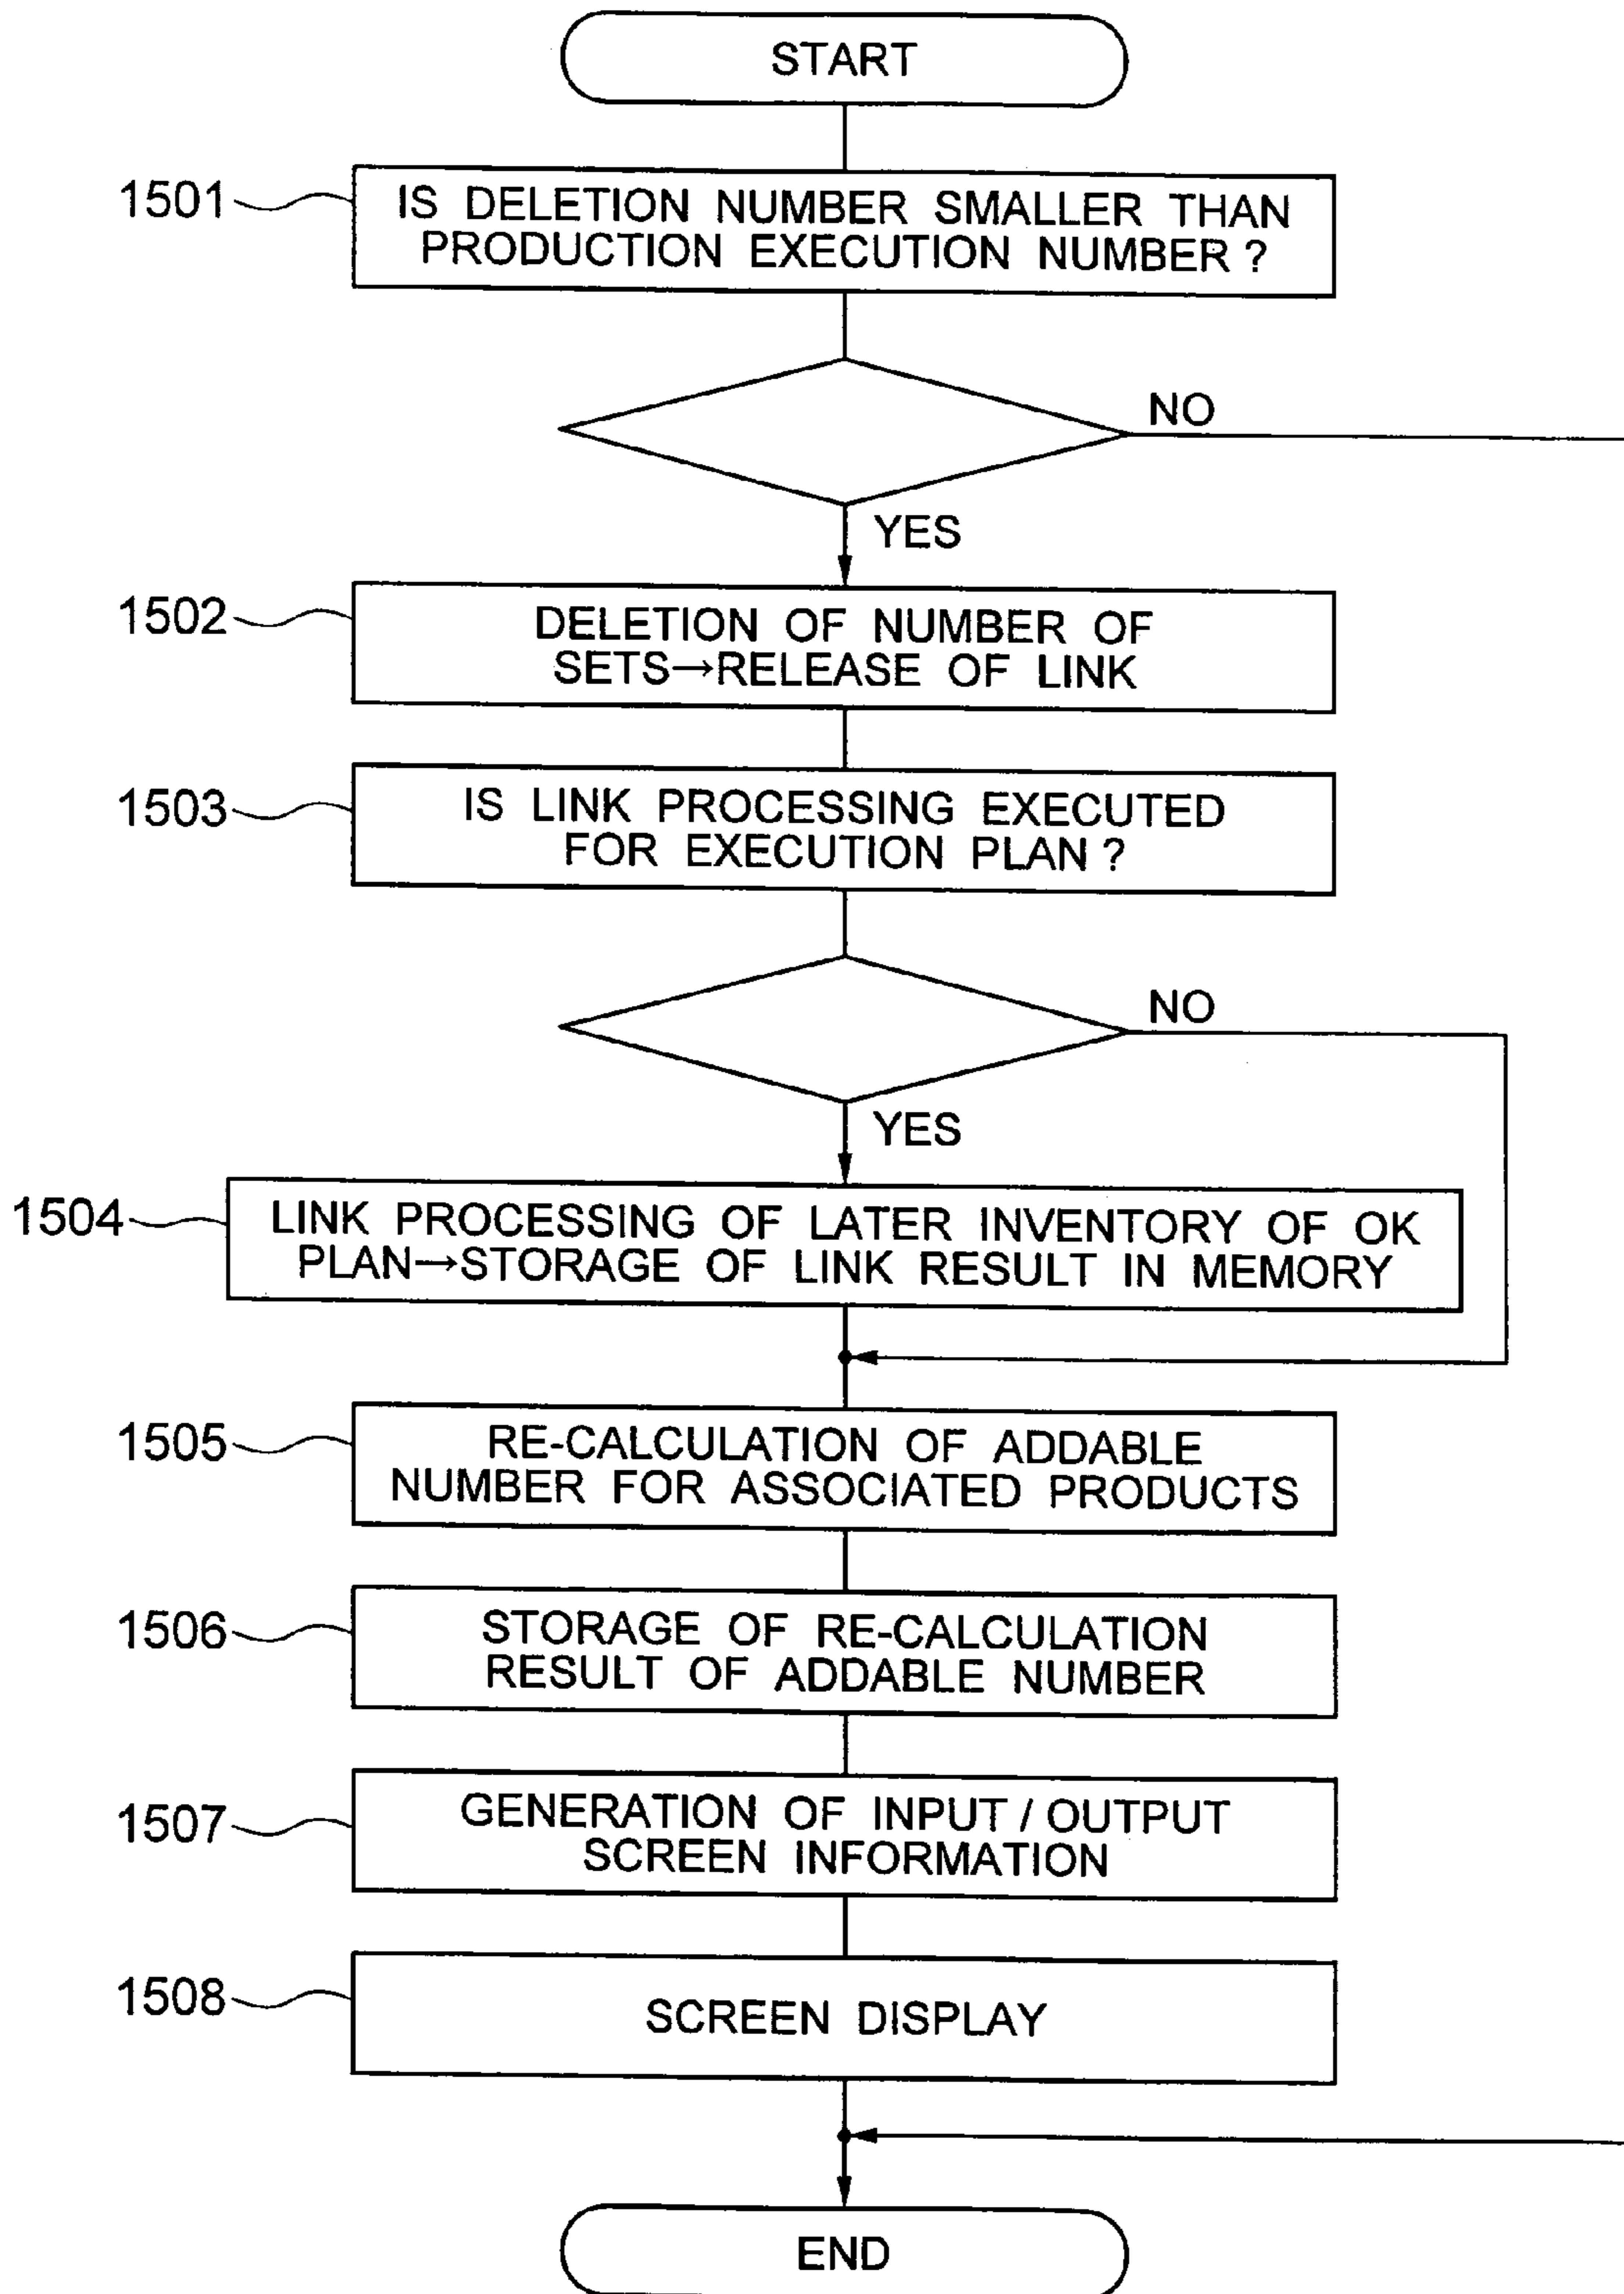 START
1501
IS DELETION NUMBER SMALLER THAN
PRODUCTION EXECUTION NUMBER ?
NO
YES
1502
DELETION OF NUMBER OF
SETS→RELEASE OF LINK
1503
IS LINK PROCESSING EXECUTED
FOR EXECUTION PLAN ?
NO
YES
1504
LINK PROCESSING OF LATER INVENTORY OF OK
PLAN→STORAGE OF LINK RESULT IN MEMORY
1505
RE-CALCULATION OF ADDABLE
NUMBER FOR ASSOCIATED PRODUCTS
1506
STORAGE OF RE-CALCULATION
RESULT OF ADDABLE NUMBER
1507
GENERATION OF INPUT / OUTPUT
SCREEN INFORMATION
1508
SCREEN DISPLAY
END